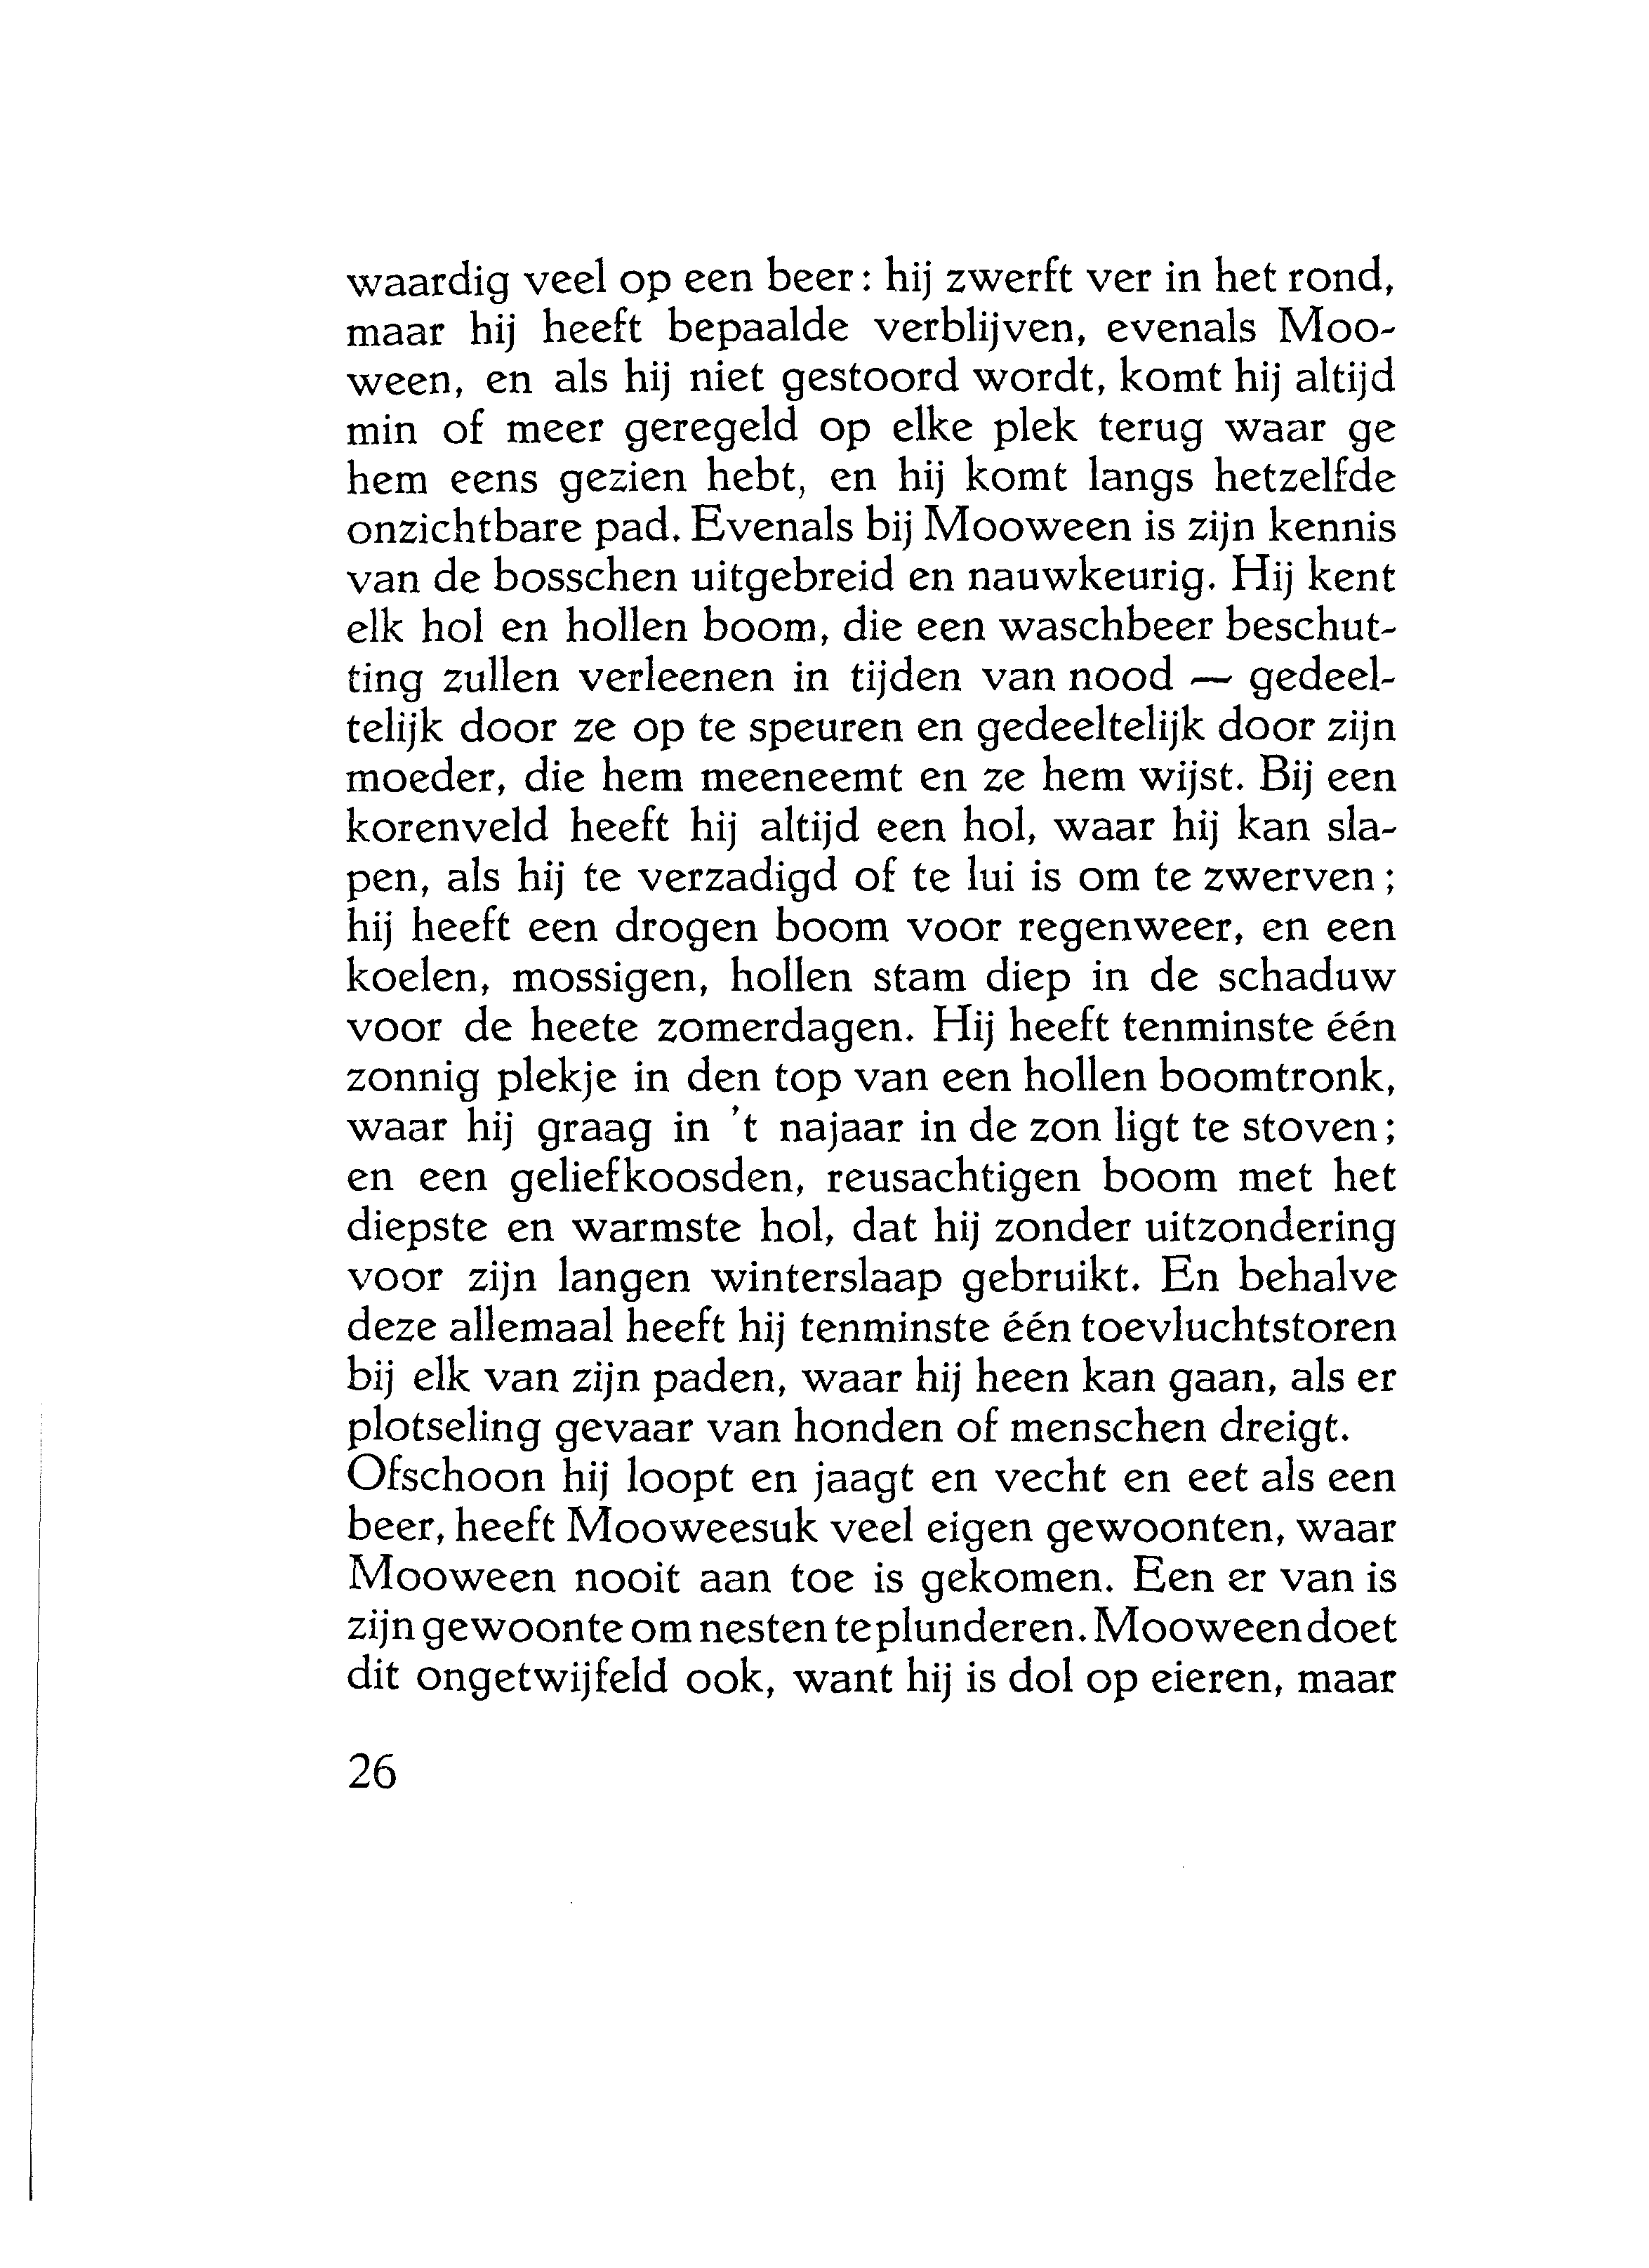 waardig veel op een beer: hij zwerft ver in het rond,
maar hij heeft bepaalde verblijven, evenals Moo-
ween, en als hij niet gestoord wordt, komt hij altijd
min of meer geregeld op elke plek terug waar ge
hem eens gezien hebt, en hij komt langs hetzelfde
onzichtbare pad. Evenals bij Mooween is zijn kennis
van de bosschen uitgebreid en nauwkeurig. Hij kent
elk hol en hollen boom, die een waschbeer beschut-
ting zullen verleenen in tijden van nood — gedeel-
telijk door ze op te speuren en gedeeltelijk door zijn
moeder, die hem meeneemt en ze hem wijst. Bij een
korenveld heeft hij altijd een hol, waar hij kan sla-
pen, als hij te verzadigd of te lui is om te zwerven;
hij heeft een drogen boom voor regenweer, en een
koelen, mossigen, hollen stam diep in de schaduw
voor de heete zomerdagen. Hij heeft tenminste één
zonnig plekje in den top van een hollen boomtronk,
waar hij graag in 't najaar in de zon ligt te stoven;
en een geliefkoosden, reusachtigen boom met het
diepste en warmste hol, dat hij zonder uitzondering
voor zijn langen winterslaap gebruikt. En behalve
deze allemaal heeft hij tenminste één toevluchtstoren
bij elk van zijn paden, waar hij heen kan gaan, als er
plotseling gevaar van honden of menschen dreigt.
Ofschoon hij loopt en jaagt en vecht en eet als een
beer, heeft Mooweesuk veel eigen gewoonten, waar
Mooween nooit aan toe is gekomen. Een er van is
zijn gewoonte om nesten te plunderen. Mooween doet
dit ongetwijfeld ook, want hij is dol op eieren, maar
26